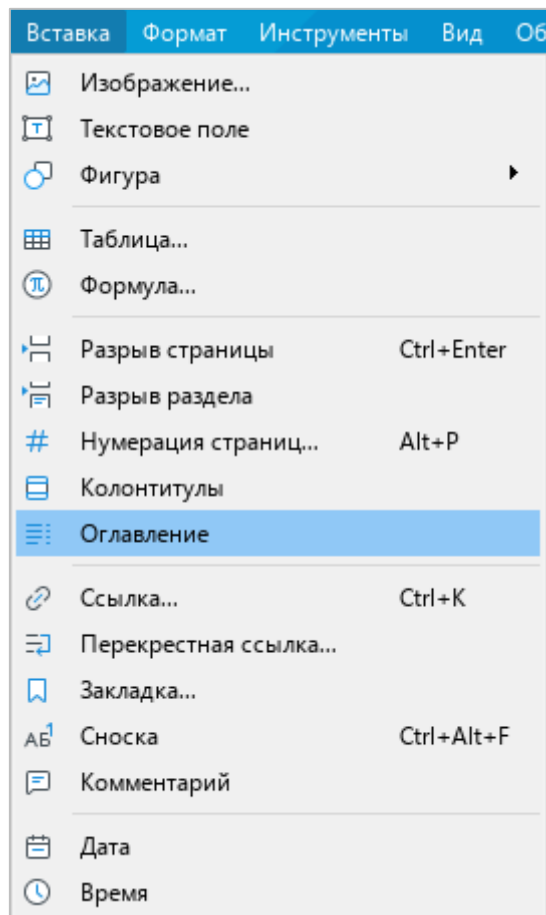 Вставка Формат Инструменты Вид Об
Изображение...
Текстовое поле
Фигура
Таблица...
Формула...
Разрыв страницы Ctrl+Enter
Разрыв раздела
Нумерация страниц... Alt+P
Колонтитулы
Оглавление
Ссылка... Ctrl+K
Перекрестная ссылка...
Закладка...
Сноска Ctrl+Alt+F
Комментарий
Дата
Время